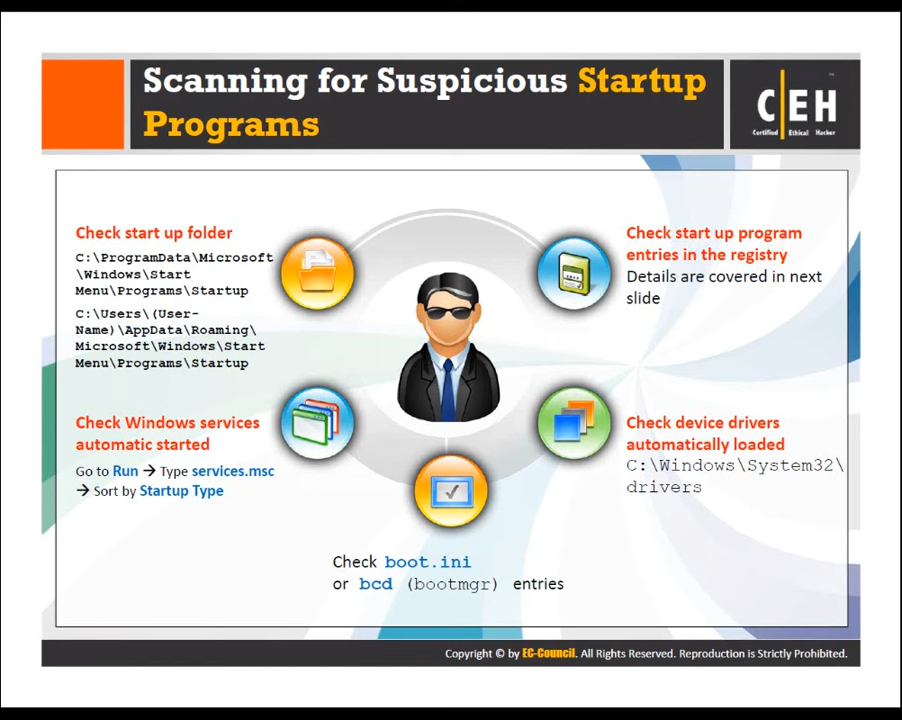 Scanning for Suspicious Startup
Programs
C|EH
Certified Ethical Hacker
Check start up folder
C:\ProgramData\Microsoft
\Windows\Start
Menu\Programs\Startup
C:\Users\(User-
Name)\AppData\Roaming\
Microsoft\Windows\Start
Menu\Programs\Startup
Check start up program
entries in the registry
Details are covered in next
slide
Check Windows services
automatic started
Go to Run → Type services.msc
→ Sort by Startup Type
Check device drivers
automatically loaded
C:\Windows\System32\
drivers
Check boot.ini
or bcd (bootmgr) entries
Copyright © by EC-Council. All Rights Reserved. Reproduction is Strictly Prohibited.